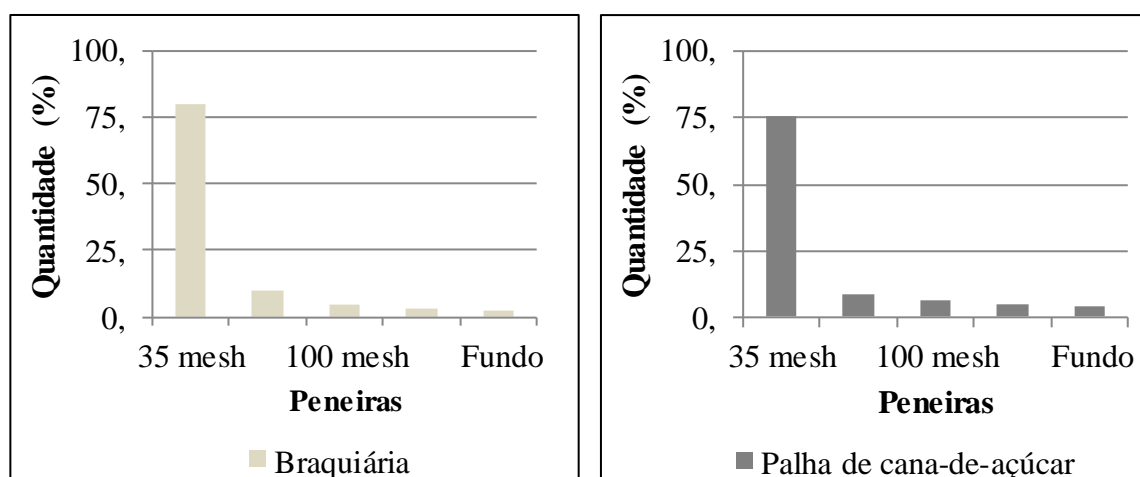 Quantidade (%)
100,
75,
50,
25,
0,
35 mesh 100 mesh Fundo
Peneiras
Braquiária
Quantidade (%)
100,
75,
50,
25,
0,
35 mesh 100 mesh Fundo
Peneiras
Palha de cana-de-açúcar